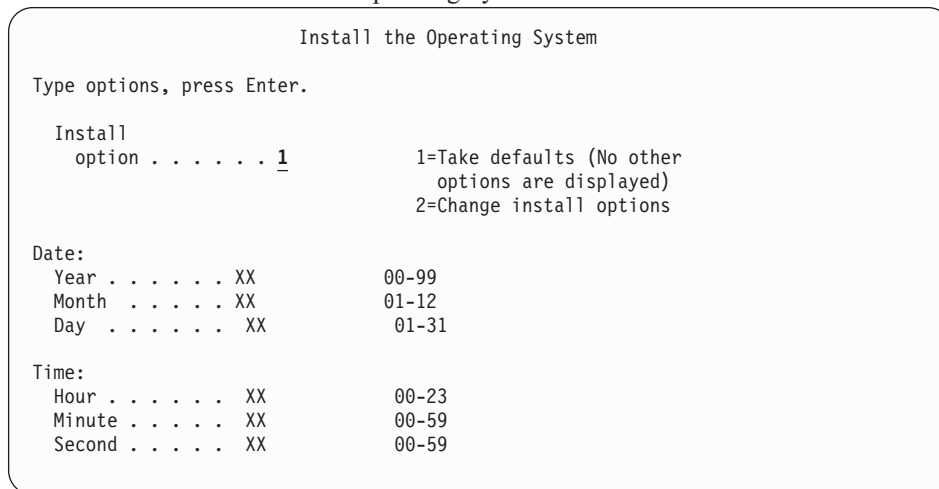 Install the Operating System
Type options, press Enter.
Install
option . . . . . . 1 1=Take defaults (No other
options are displayed)
2=Change install options
Date:
Year . . . . . . XX 00-99
Month . . . . . XX 01-12
Day . . . . . . XX 01-31
Time:
Hour . . . . . . XX 00-23
Minute . . . . . XX 00-59
Second . . . . . XX 00-59